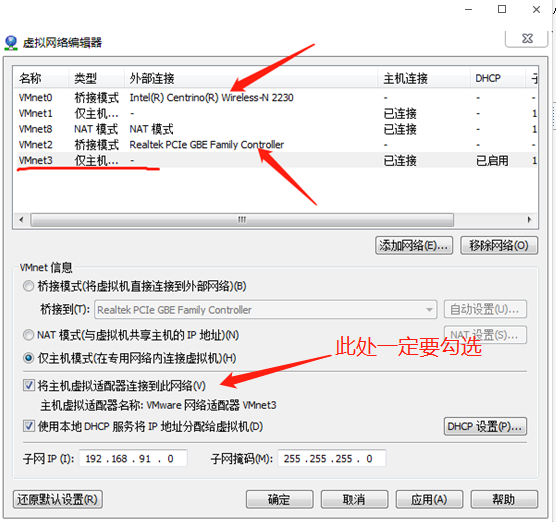 虚拟网络编辑器
名称 类型 外部连接 主机连接 DHCP
VMnet0 桥接模式 Intel(R) Centrino(R) Wireless-N 2230 - -
VMnet1 仅主机... - 已连接 - 1
VMnet8 NAT 模式 NAT 模式 已连接 - 1
VMnet2 桥接模式 Realtek PCIe GBE Family Controller - -
VMnet3 仅主机... - 已连接 已启用 1
添加网络(E)... 移除网络(O)
VMnet 信息
桥接模式(将虚拟机直接连接到外部网络)(B)
桥接到(T): Realtek PCIe GBE Family Controller 自动设置(U)...
NAT 模式(与虚拟机共享主机的 IP 地址)(N) NAT 设置(S)...
此处一定要勾选
仅主机模式(在专用网络内连接虚拟机)(H)
将主机虚拟适配器连接到此网络(V)
主机虚拟适配器名称: VMware 网络适配器 VMnet3
使用本地 DHCP 服务将 IP 地址分配给虚拟机(D) DHCP 设置(P)...
子网 IP (I): 192 .168 . 91 . 0 子网掩码(M): 255 .255 .255 . 0
还原默认设置(R) 确定 取消 应用(A) 帮助